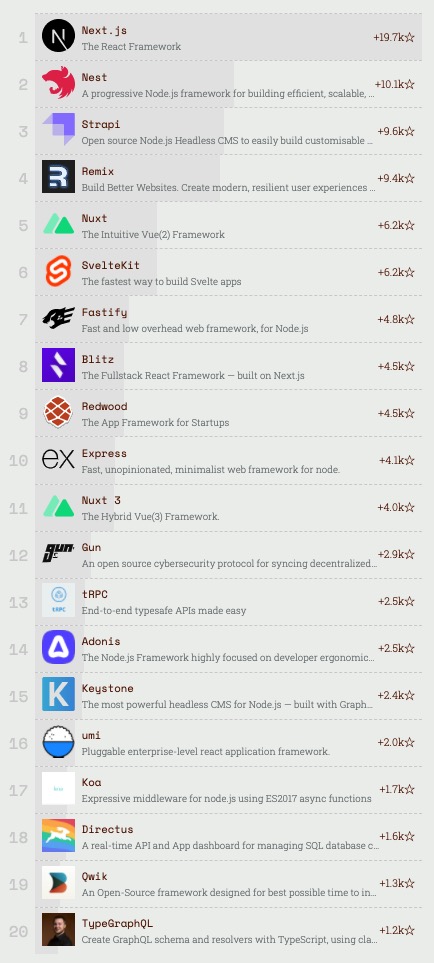 1
Next.js
The React Framework
+19.7k☆
2
Nest
A progressive Node.js framework for building efficient, scalable, ...
+10.1k☆
3
Strapi
Open source Node.js Headless CMS to easily build customisable ...
+9.6k☆
4
Remix
Build Better Websites. Create modern, resilient user experiences ...
+9.4k☆
5
Nuxt
The Intuitive Vue(2) Framework
+6.2k☆
6
SvelteKit
The fastest way to build Svelte apps
+6.2k☆
7
Fastify
Fast and low overhead web framework, for Node.js
+4.8k☆
8
Blitz
The Fullstack React Framework — built on Next.js
+4.5k☆
9
Redwood
The App Framework for Startups
+4.5k☆
10
ex
Express
Fast, unopinionated, minimalist web framework for node.
+4.1k☆
11
Nuxt 3
The Hybrid Vue(3) Framework.
+4.0k☆
12
gun
Gun
An open source cybersecurity protocol for syncing decentralized...
+2.9k☆
13
tRPC
tRPC
End-to-end typesafe APIs made easy
+2.5k☆
14
Adonis
The Node.js Framework highly focused on developer ergonomic...
+2.5k☆
15
K
Keystone
The most powerful headless CMS for Node.js — built with Graph...
+2.4k☆
16
umi
Pluggable enterprise-level react application framework.
+2.0k☆
17
koa
Koa
Expressive middleware for node.js using ES2017 async functions
+1.7k☆
18
Directus
A real-time API and App dashboard for managing SQL database c...
+1.6k☆
19
Qwik
An Open-Source framework designed for best possible time to in...
+1.3k☆
20
TypeGraphQL
Create GraphQL schema and resolvers with TypeScript, using cla...
+1.2k☆